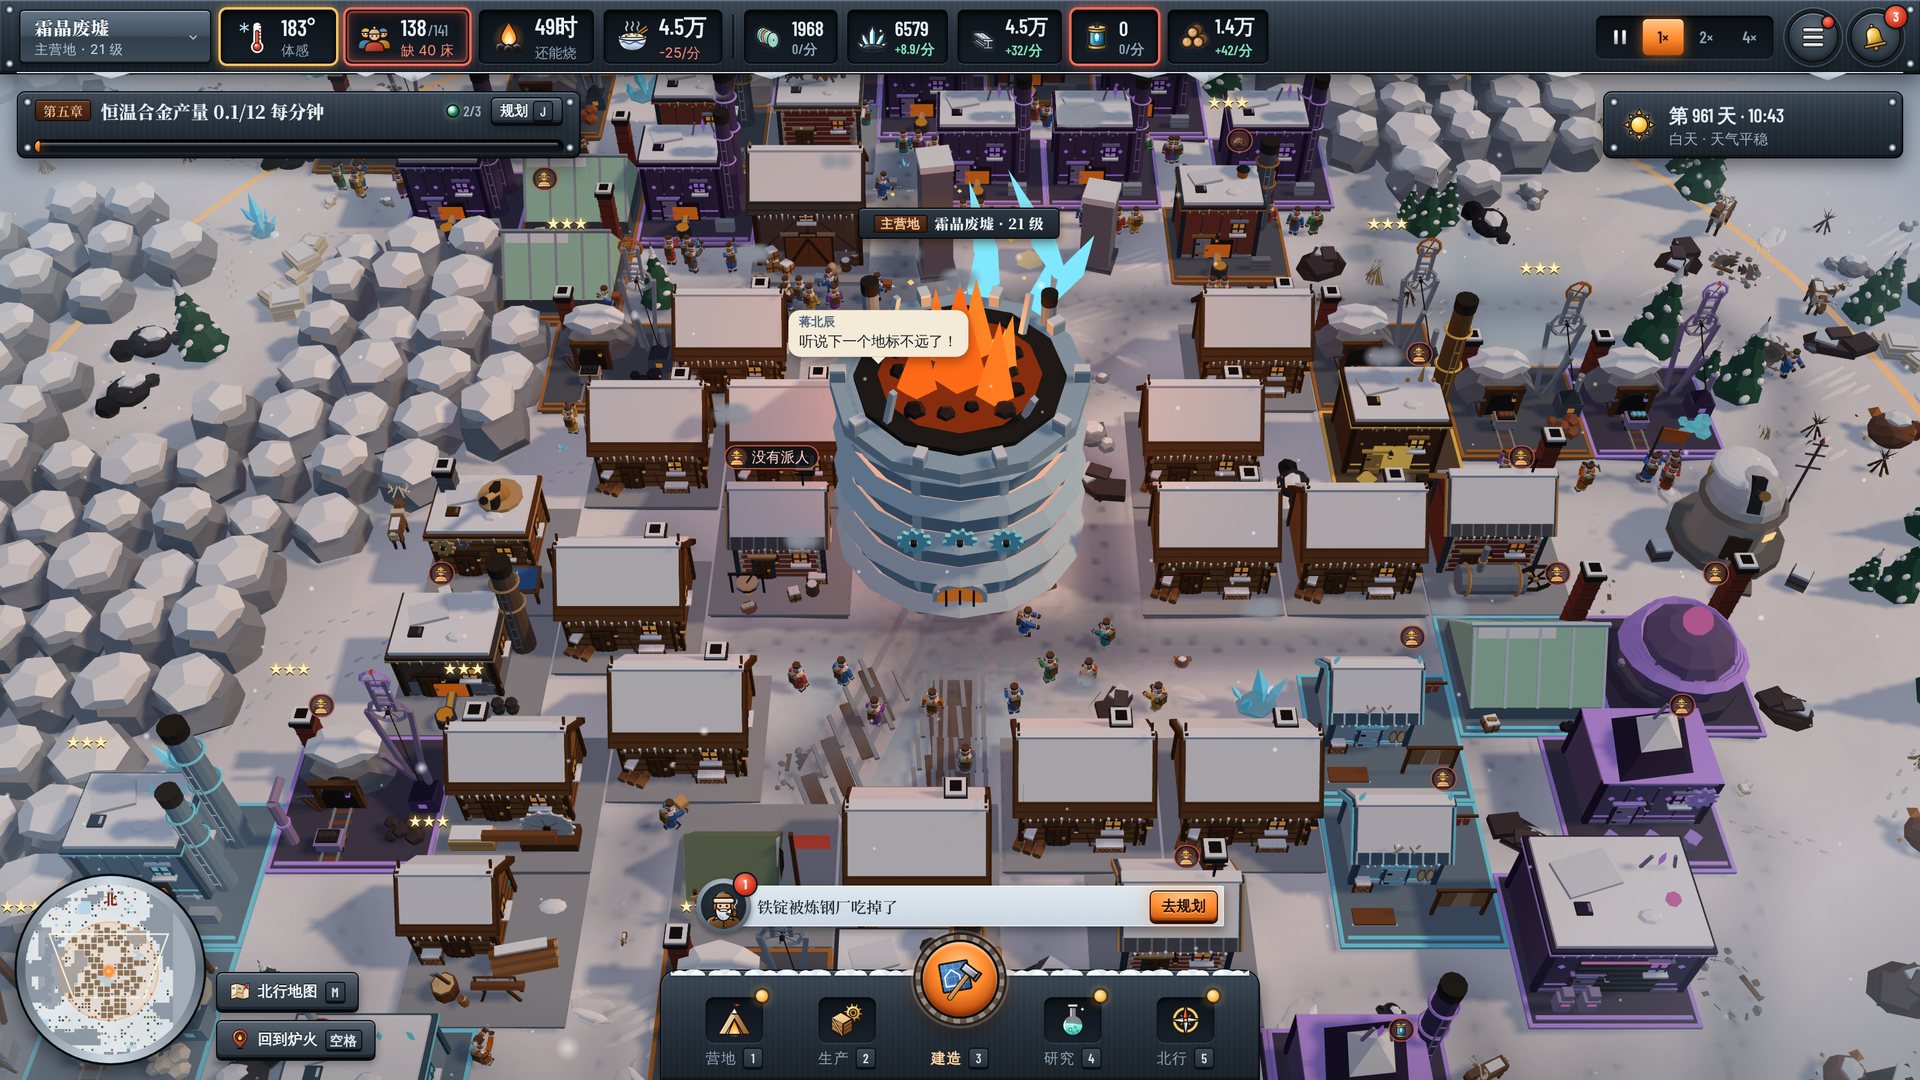 霜晶废墟
主营地 · 21 级
183°
体感
138/141
缺 40 床
49时
还能烧
4.5万
-25/分
1968
0/分
6579
+8.9/分
4.5万
+32/分
0
0/分
1.4万
+42/分
1×
2×
4×
3
第五章
恒温合金产量 0.1/12 每分钟
2/3
规划 J
第 961 天 · 10:43
白天 · 天气平稳
主营地 霜晶废墟 · 21 级
蒋北辰
听说下一个地标不远了！
没有派人
1
铁锭被炼钢厂吃掉了
去规划
北
北行地图 M
回到炉火 空格
营地 1
生产 2
建造 3
研究 4
北行 5